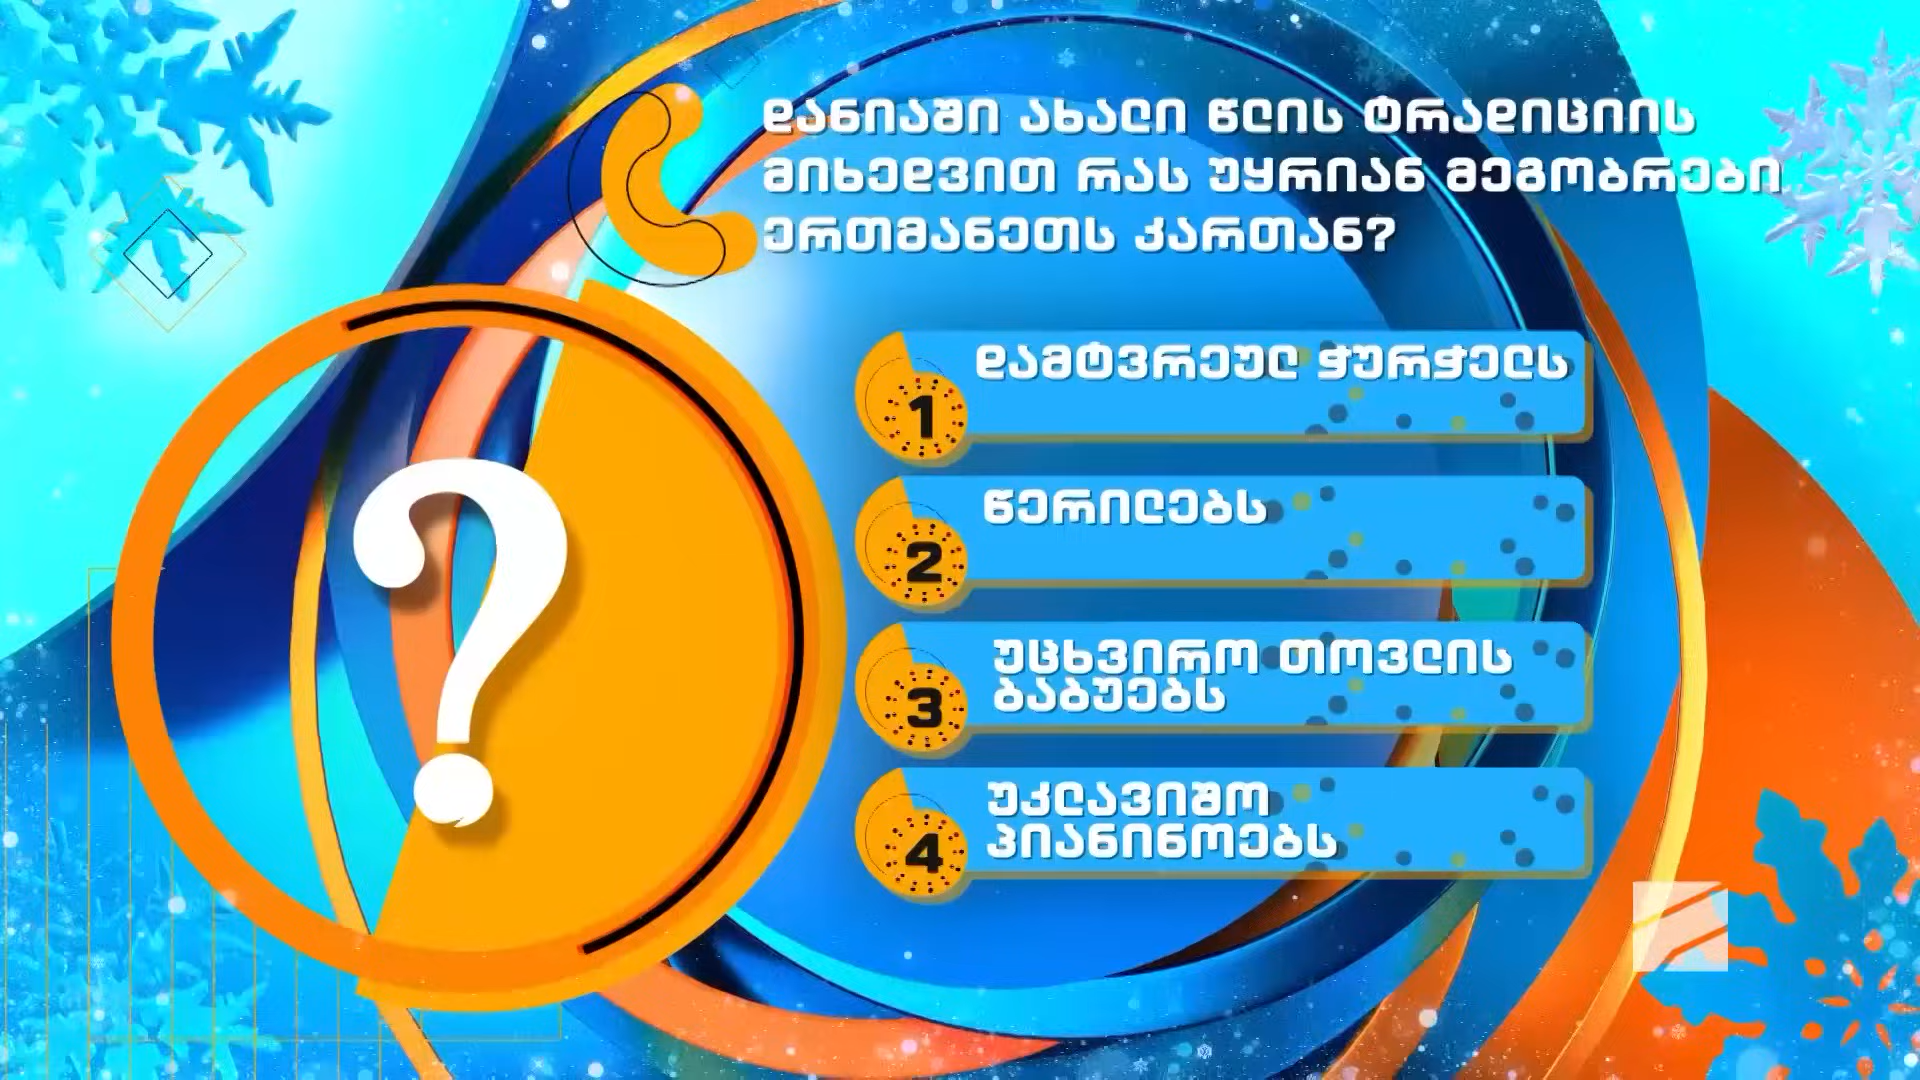 დანიაში ახალი წლის ტრადიციის
მიხედვით რას უყრიან მეგობრები
ერთმანეთს კართან?
1
დამტვრეულ ჭურჭელს
2
წერილებს
3
უცხვირო თოვლის
ბაბუებს
4
უკლავიშო
პიანინოებს
?